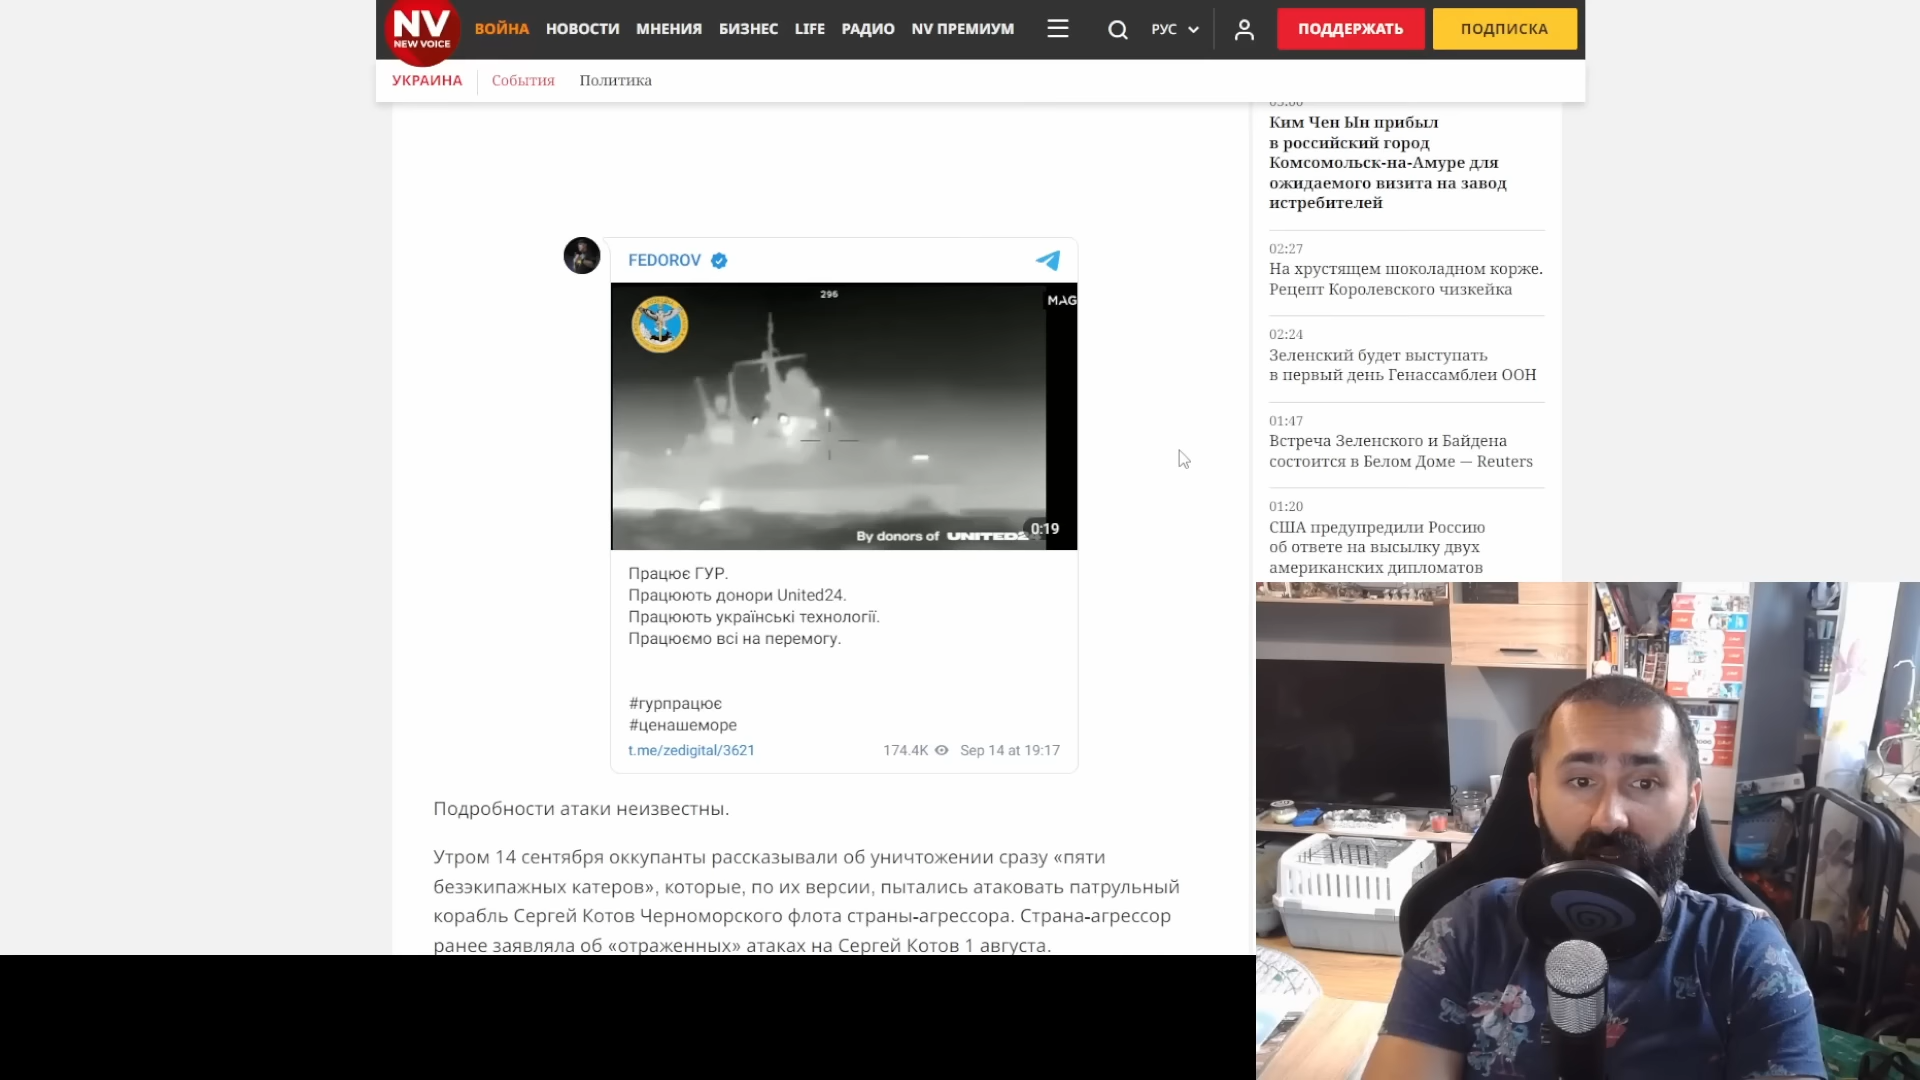 NV
NEW VOICE
ВОЙНА НОВОСТИ МНЕНИЯ БИЗНЕС LIFE РАДИО NV ПРЕМИУМ РУС ПОДДЕРЖАТЬ ПОДПИСКА
УКРАИНА События Политика
Ким Чен Ын прибыл
в российский город
Комсомольск-на-Амуре для
ожидаемого визита на завод
истребителей
02:27
На хрустящем шоколадном корже.
Рецепт Королевского чизкейка
02:24
Зеленский будет выступать
в первый день Генассамблеи ООН
01:47
Встреча Зеленского и Байдена
состоится в Белом Доме — Reuters
01:20
США предупредили Россию
об ответе на высылку двух
американских дипломатов
FEDOROV
296
MAG
By donors of UNITED24
0:19
Працює ГУР.
Працюють донори United24.
Працюють українські технології.
Працюємо всі на перемогу.
#гурпрацює
#ценашеморе
t.me/zedigital/3621 174.4K Sep 14 at 19:17
Подробности атаки неизвестны.
Утром 14 сентября оккупанты рассказывали об уничтожении сразу «пяти
безэкипажных катеров», которые, по их версии, пытались атаковать патрульный
корабль Сергей Котов Черноморского флота страны-агрессора. Страна-агрессор
ранее заявляла об «отраженных» атаках на Сергей Котов 1 августа.